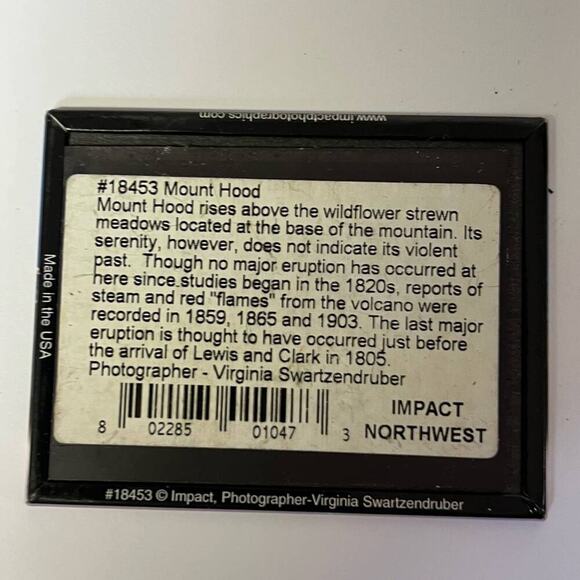 www.impactphotographics.com
#18453 Mount Hood
Mount Hood rises above the wildflower strewn
meadows located at the base of the mountain. Its
serenity, however, does not indicate its violent
past. Though no major eruption has occurred at
here since studies began in the 1820s, reports of
steam and red "flames" from the volcano were
recorded in 1859, 1865 and 1903. The last major
eruption is thought to have occurred just before
the arrival of Lewis and Clark in 1805.
Photographer - Virginia Swartzendruber
8 02285 01047 3
IMPACT
NORTHWEST
Made in the USA
#18453 © Impact, Photographer-Virginia Swartzendruber